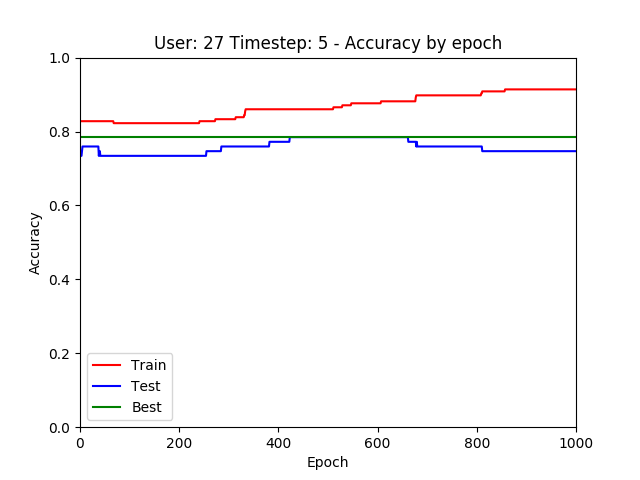 User: 27 Timestep: 5 - Accuracy by epoch
1.0
0.8
0.6
0.4
0.2
0.0
Accuracy
Train
Test
Best
0 200 400 600 800 1000
Epoch